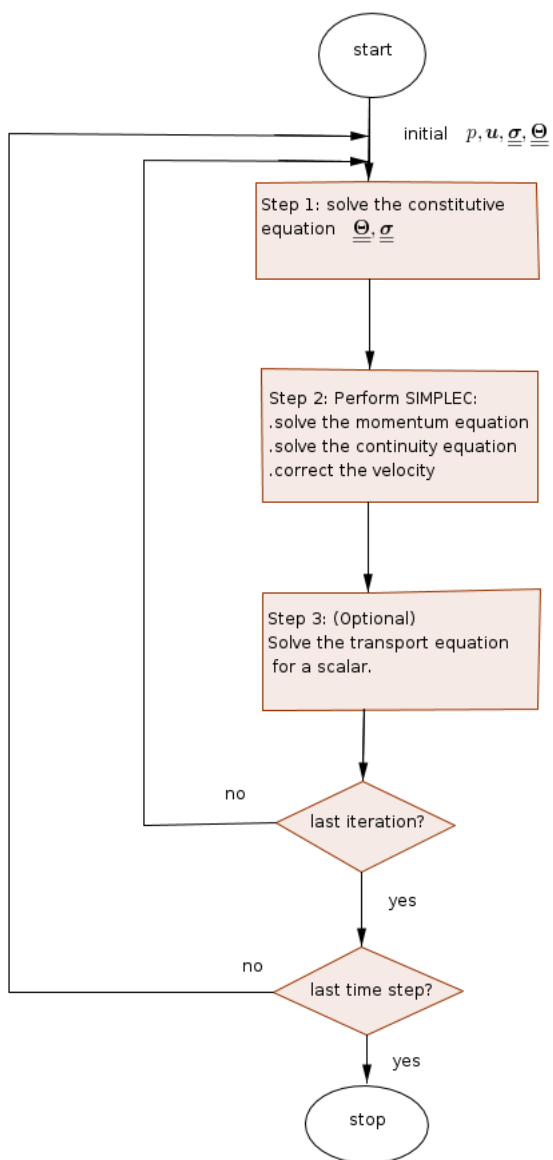 start
initial p, u, σ, Θ
Step 1: solve the constitutive
equation Θ, σ
Step 2: Perform SIMPLEC:
.solve the momentum equation
.solve the continuity equation
.correct the velocity
Step 3: (Optional)
Solve the transport equation
for a scalar.
no
last iteration?
yes
no
last time step?
yes
stop